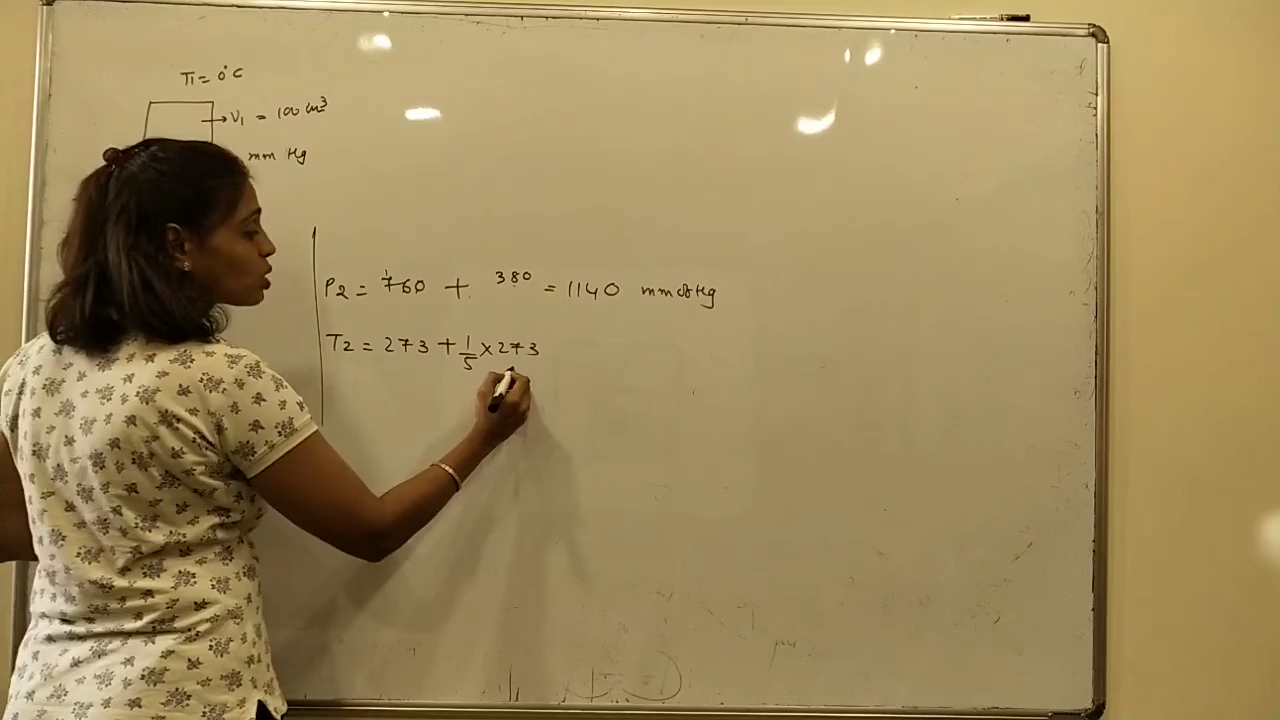 T1 = 0°C
V1 = 100 cm³
mm Hg
P2 = 760 + 380 = 1140 mm of Hg
T2 = 273 + 1/5 × 273